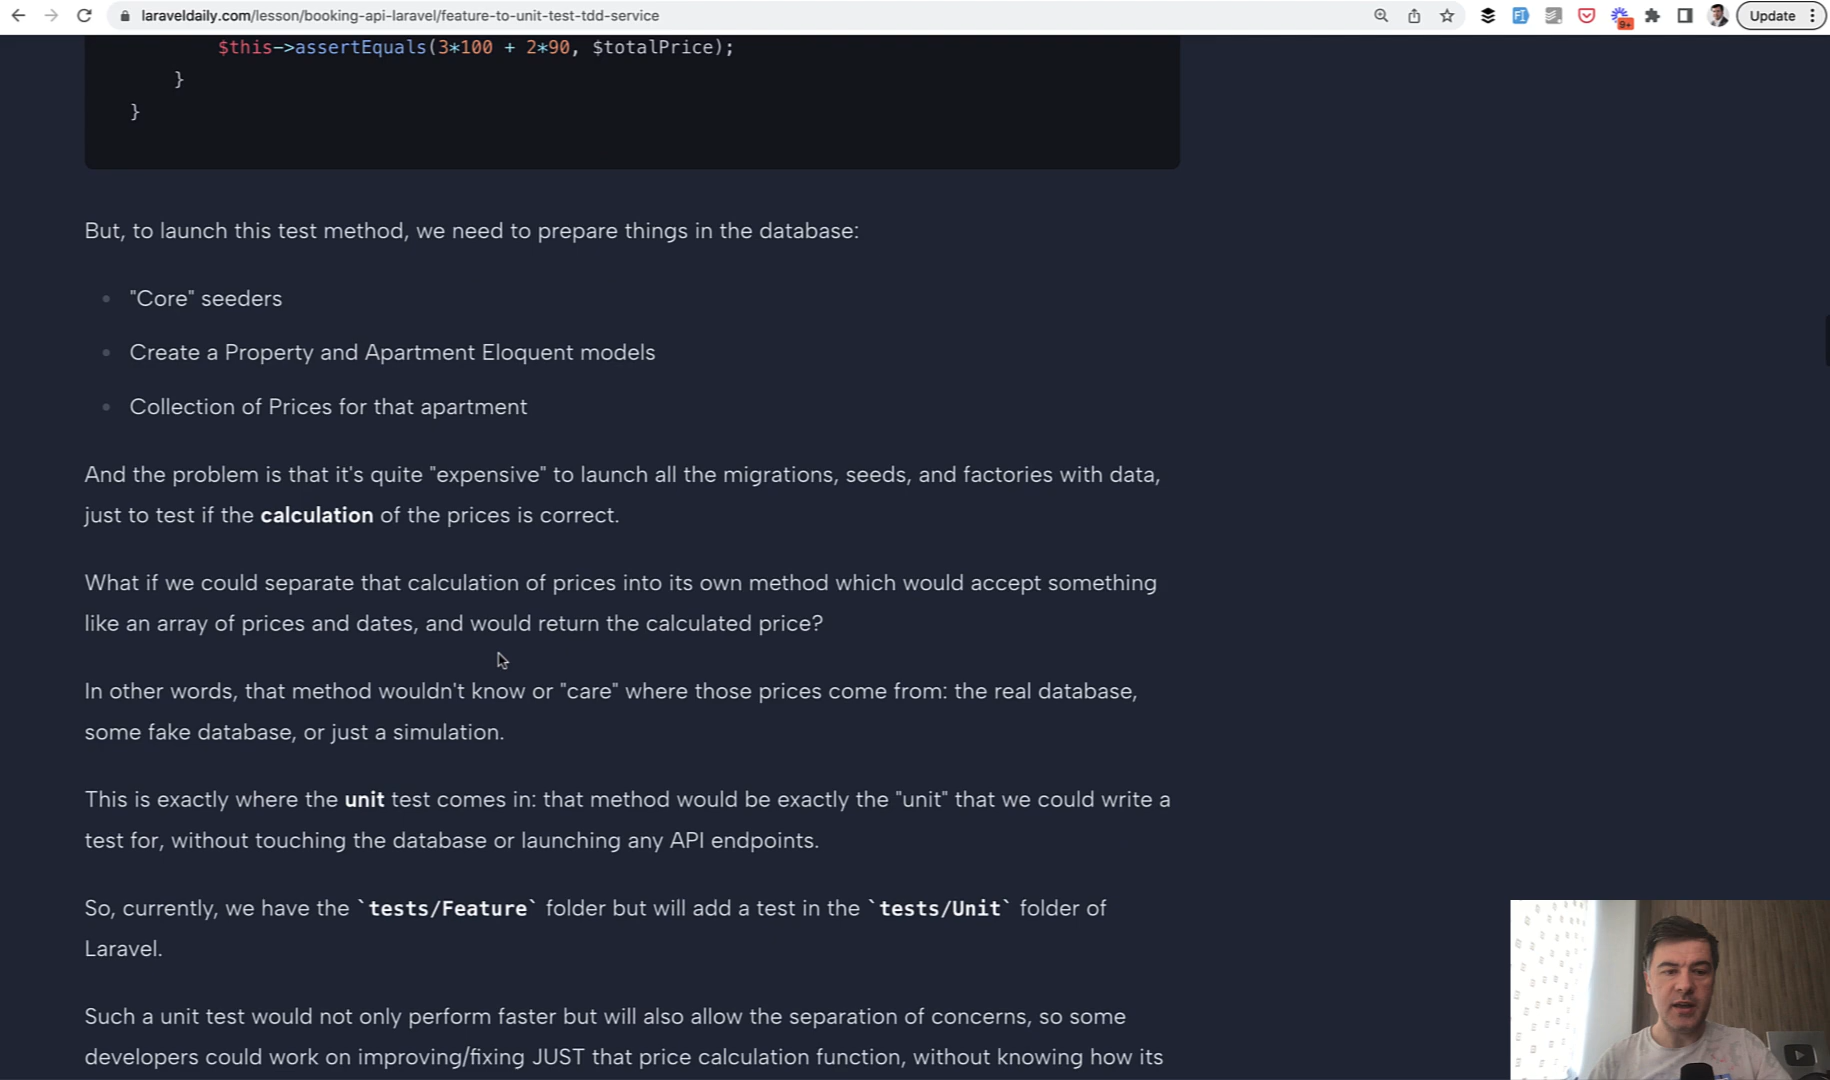 laraveldaily.com/lesson/booking-api-laravel/feature-to-unit-test-tdd-service
Update
$this->assertEquals(3*100 + 2*90, $totalPrice);
}
}
But, to launch this test method, we need to prepare things in the database:
"Core" seeders
Create a Property and Apartment Eloquent models
Collection of Prices for that apartment
And the problem is that it's quite "expensive" to launch all the migrations, seeds, and factories with data,
just to test if the calculation of the prices is correct.
What if we could separate that calculation of prices into its own method which would accept something
like an array of prices and dates, and would return the calculated price?
In other words, that method wouldn't know or "care" where those prices come from: the real database,
some fake database, or just a simulation.
This is exactly where the unit test comes in: that method would be exactly the "unit" that we could write a
test for, without touching the database or launching any API endpoints.
So, currently, we have the `tests/Feature` folder but will add a test in the `tests/Unit` folder of
Laravel.
Such a unit test would not only perform faster but will also allow the separation of concerns, so some
developers could work on improving/fixing JUST that price calculation function, without knowing how its